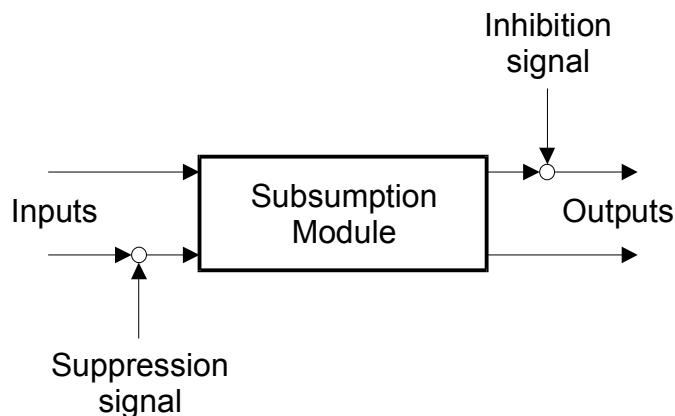 Inhibition
signal
Inputs
Subsumption
Module
Outputs
Suppression
signal